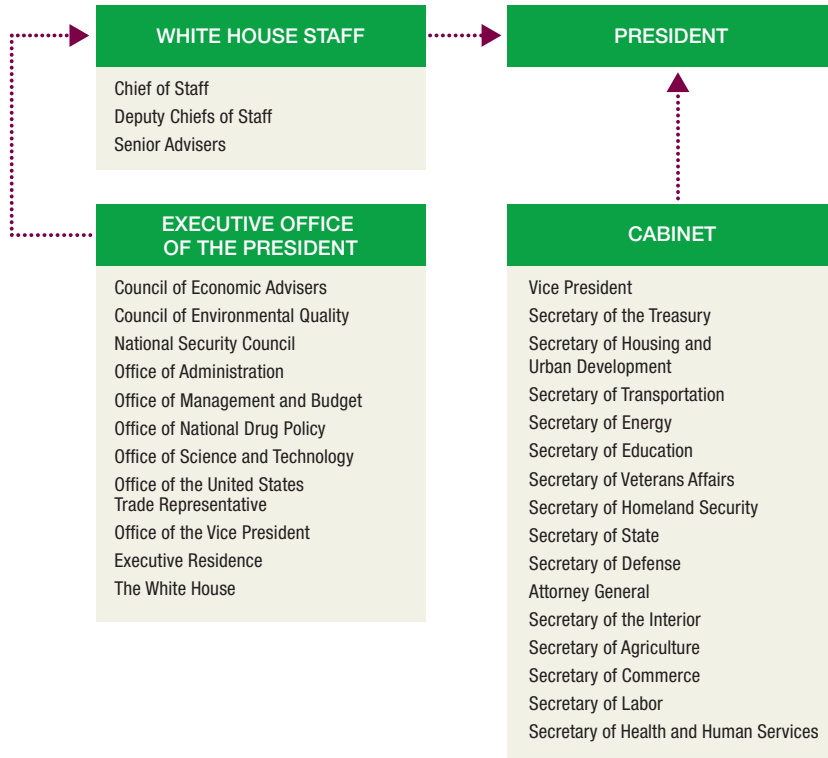 WHITE HOUSE STAFF
Chief of Staff
Deputy Chiefs of Staff
Senior Advisers
PRESIDENT
EXECUTIVE OFFICE
OF THE PRESIDENT
Council of Economic Advisers
Council of Environmental Quality
National Security Council
Office of Administration
Office of Management and Budget
Office of National Drug Policy
Office of Science and Technology
Office of the United States
Trade Representative
Office of the Vice President
Executive Residence
The White House
CABINET
Vice President
Secretary of the Treasury
Secretary of Housing and
Urban Development
Secretary of Transportation
Secretary of Energy
Secretary of Education
Secretary of Veterans Affairs
Secretary of Homeland Security
Secretary of State
Secretary of Defense
Attorney General
Secretary of the Interior
Secretary of Agriculture
Secretary of Commerce
Secretary of Labor
Secretary of Health and Human Services